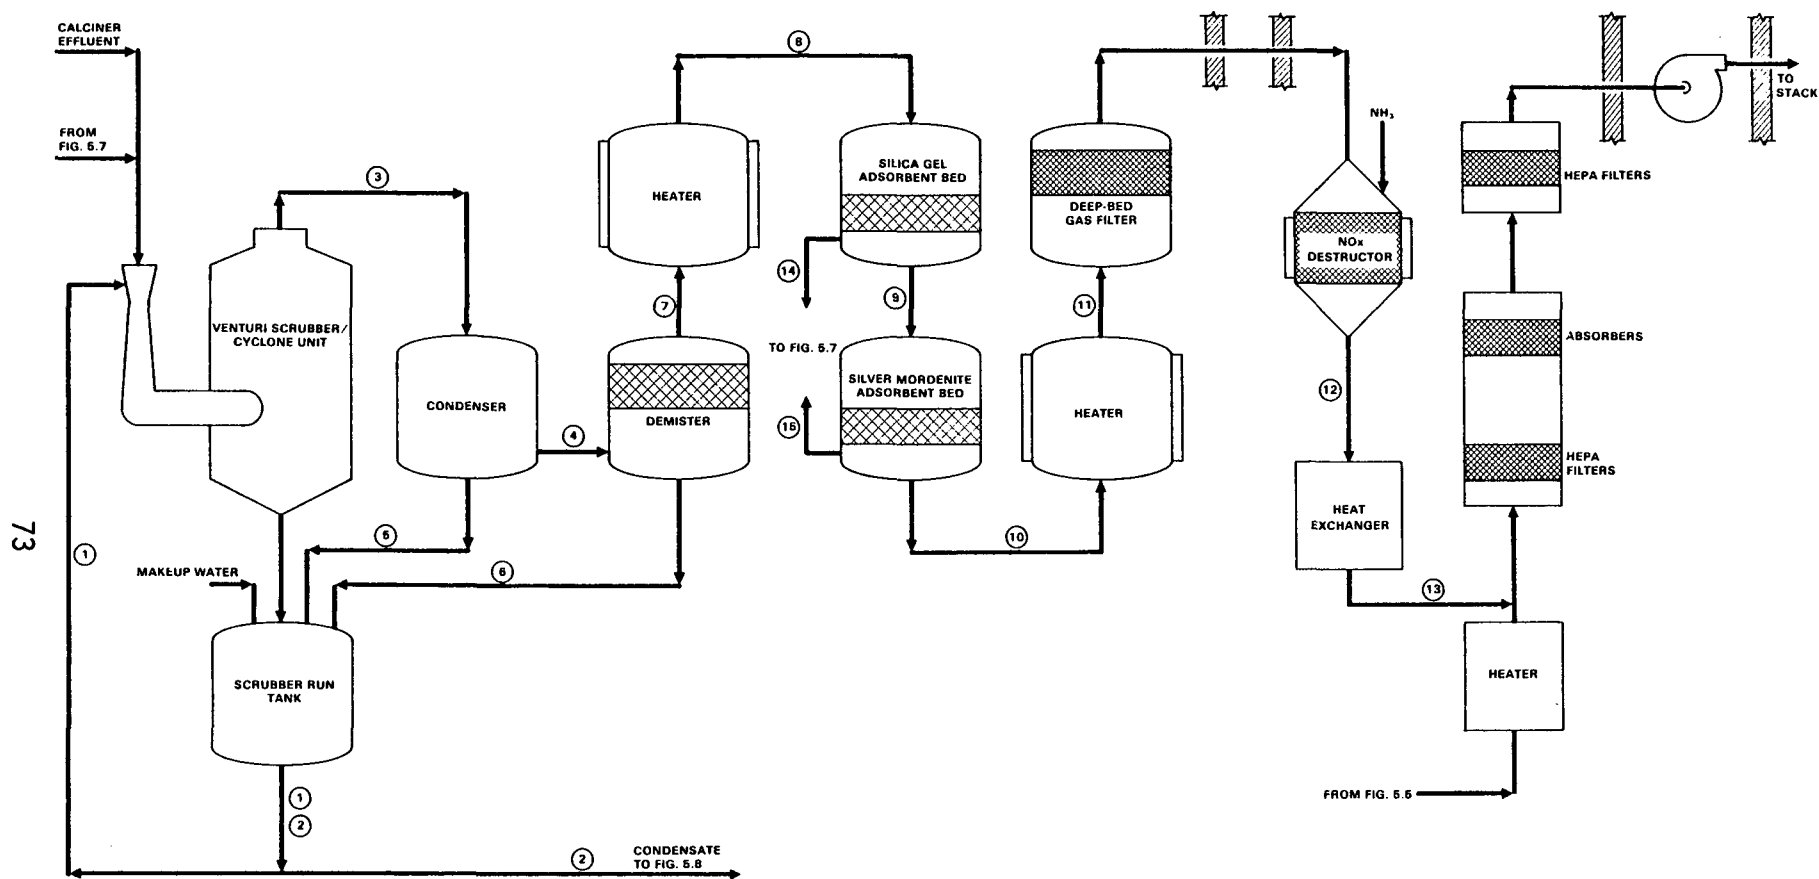 CALCINER
EFFLUENT
FROM
FIG. 5.7
1
VENTURI SCRUBBER/
CYCLONE UNIT
3
CONDENSER
4
5
6
MAKEUP WATER
SCRUBBER RUN
TANK
1
2
2
CONDENSATE
TO FIG. 5.8
HEATER
7
DEMISTER
8
SILICA GEL
ADSORBENT BED
14
9
TO FIG. 5.7
SILVER MORDENITE
ADSORBENT BED
15
10
DEEP-BED
GAS FILTER
11
HEATER
NH₃
NOx
DESTRUCTOR
12
HEAT
EXCHANGER
13
HEPA FILTERS
ABSORBERS
HEPA
FILTERS
HEATER
FROM FIG. 5.5
TO
STACK
73